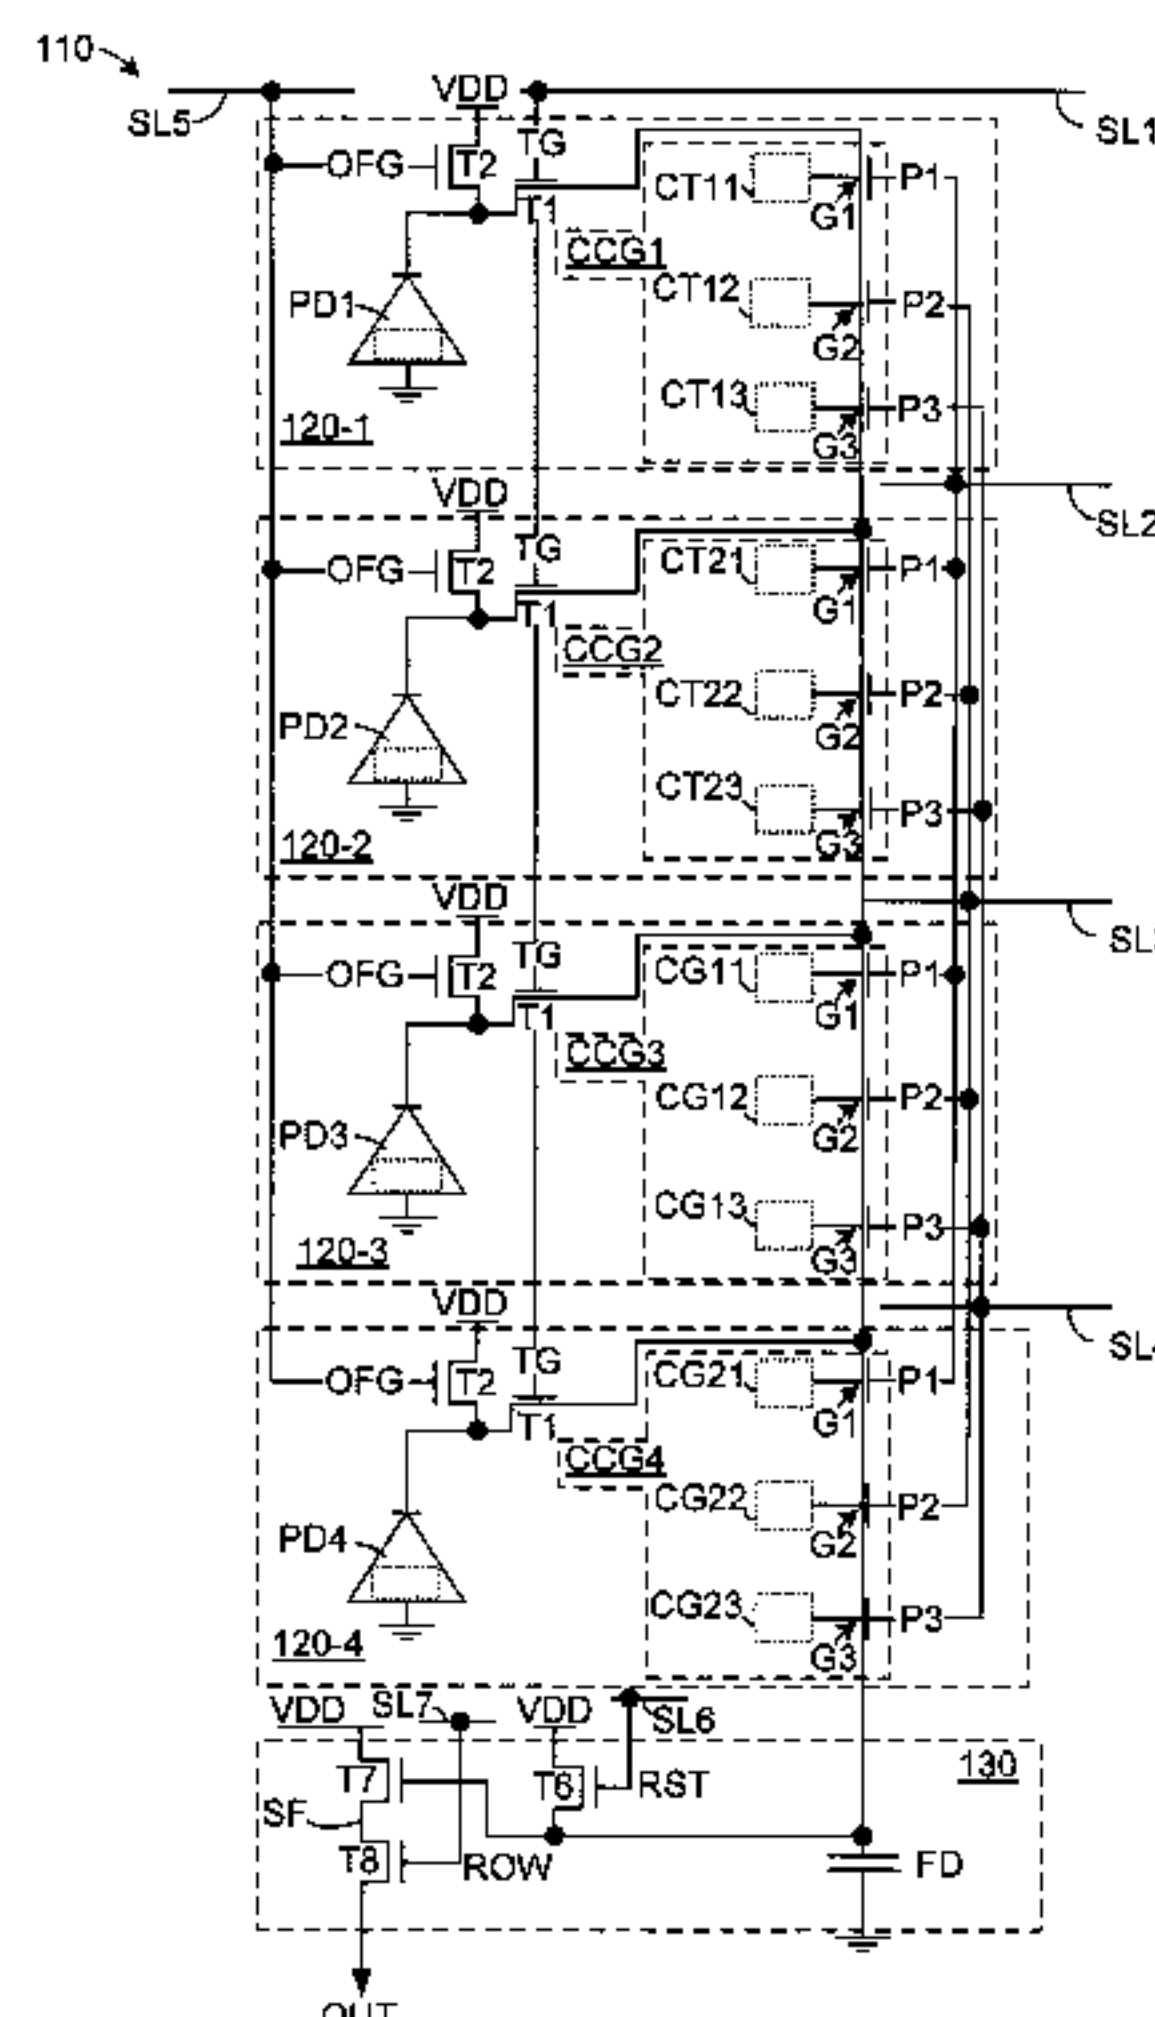 110
SL5
VDD
SL1
OFG
T2
TG
T1
CT11
G1
P1
CCG1
PD1
CT12
G2
P2
CT13
G3
P3
120-1
VDD
SL2
OFG
T2
TG
T1
CT21
G1
P1
CCG2
PD2
CT22
G2
P2
CT23
G3
P3
120-2
VDD
OFG
T2
TG
T1
CG11
G1
P1
CCG3
PD3
CG12
G2
P2
CG13
G3
P3
120-3
VDD
OFG
T2
TG
T1
CG21
G1
P1
CCG4
PD4
CG22
G2
P2
CG23
G3
P3
120-4
VDD
SL7
VDD
SL6
130
T7
T6
RST
SF
T8
ROW
FD
OUT